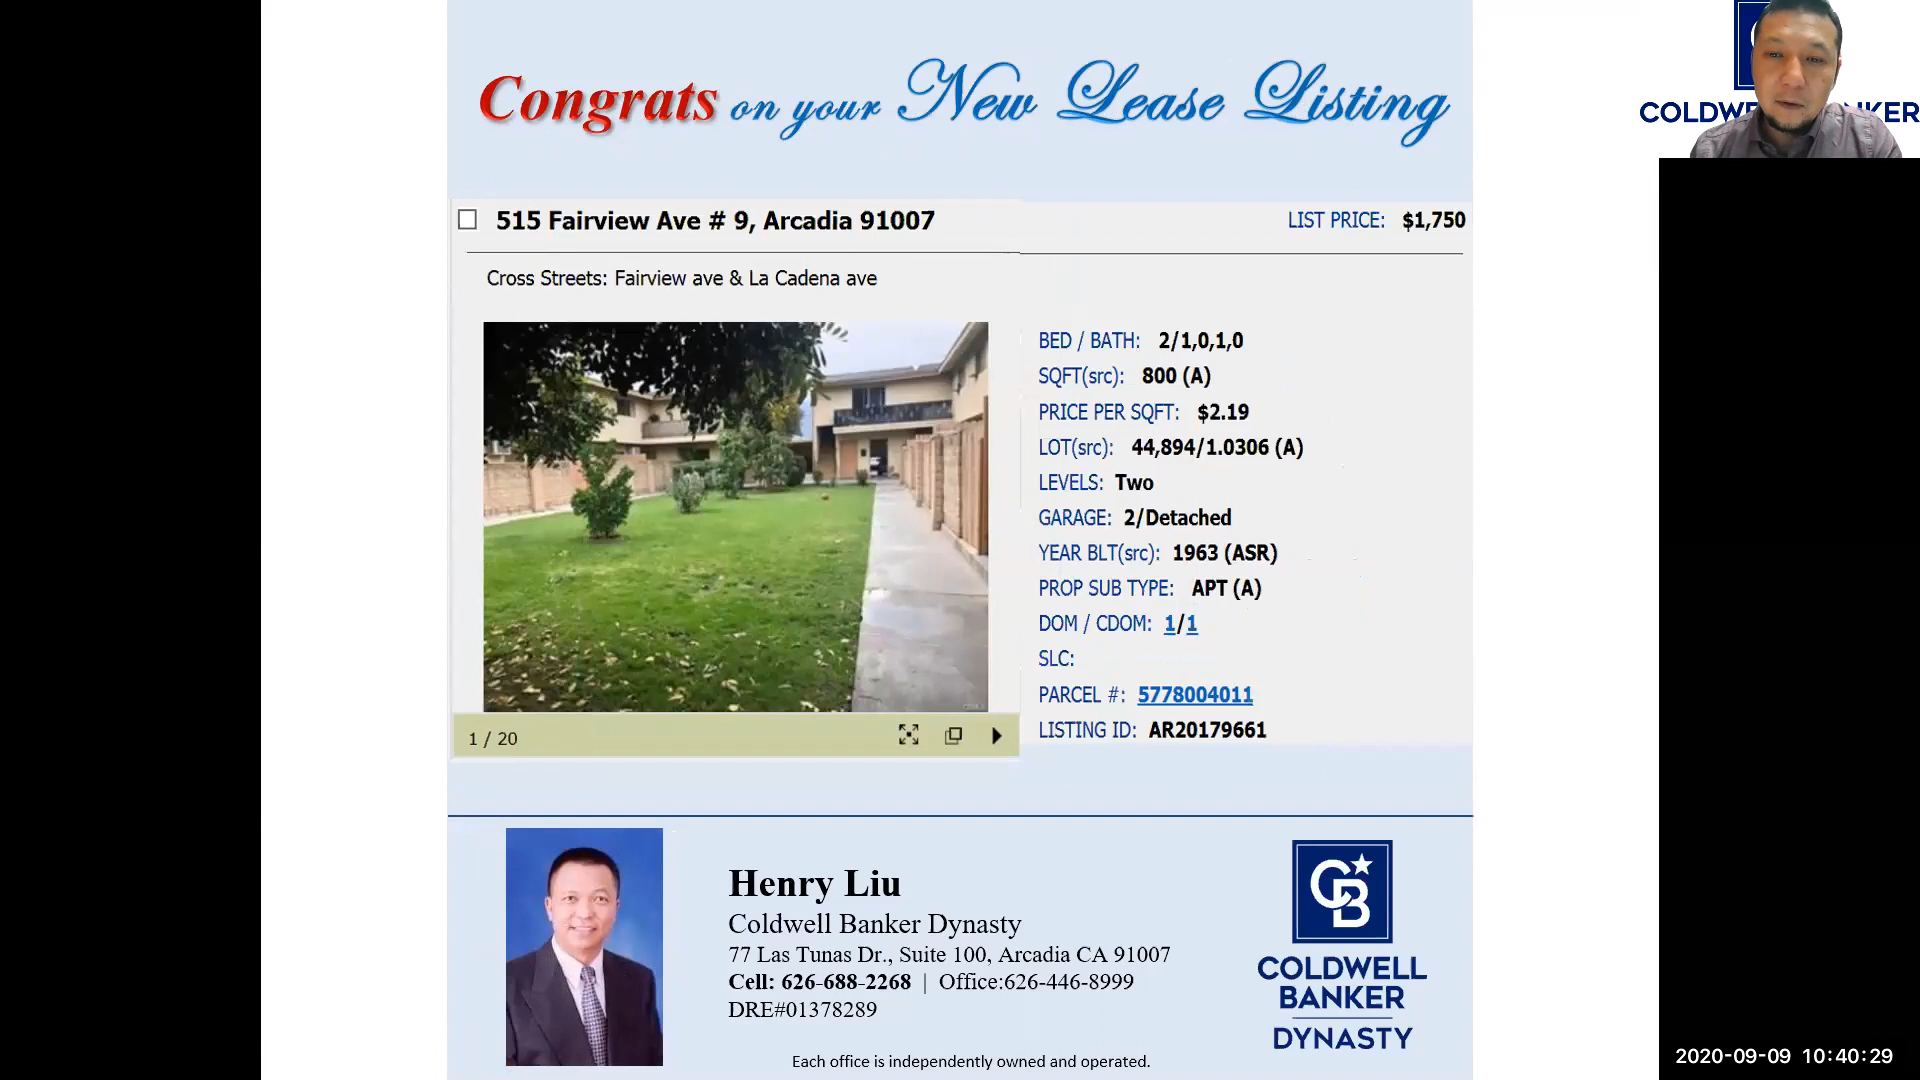 Congrats on your New Lease Listing
COLDW NKER
515 Fairview Ave # 9, Arcadia 91007
LIST PRICE: $1,750
Cross Streets: Fairview ave & La Cadena ave
BED / BATH: 2/1,0,1,0
SQFT(src): 800 (A)
PRICE PER SQFT: $2.19
LOT(src): 44,894/1.0306 (A)
LEVELS: Two
GARAGE: 2/Detached
YEAR BLT(src): 1963 (ASR)
PROP SUB TYPE: APT (A)
DOM / CDOM: 1/1
SLC:
PARCEL #: 5778004011
LISTING ID: AR20179661
1 / 20
Henry Liu
Coldwell Banker Dynasty
77 Las Tunas Dr., Suite 100, Arcadia CA 91007
Cell: 626-688-2268 | Office:626-446-8999
DRE#01378289
CB
COLDWELL
BANKER
DYNASTY
Each office is independently owned and operated.
2020-09-09 10:40:29